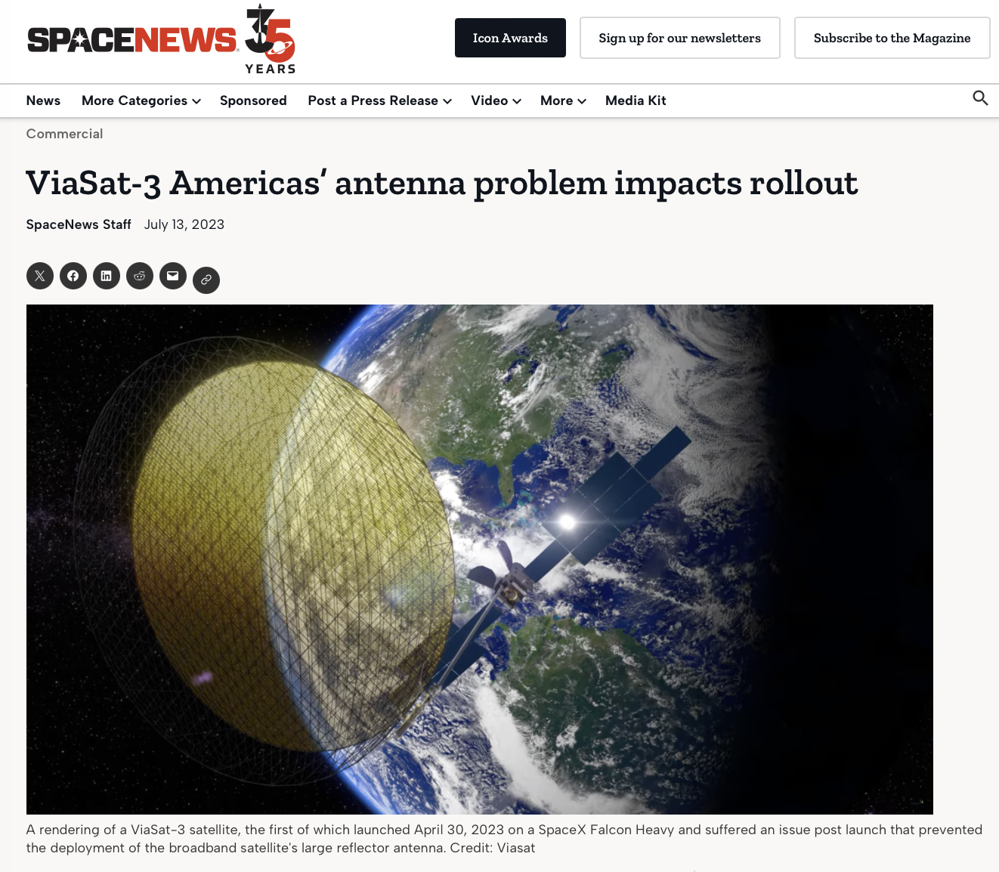 SPACENEWS
35
YEARS
Icon Awards
Sign up for our newsletters
Subscribe to the Magazine
News
More Categories
Sponsored
Post a Press Release
Video
More
Media Kit
Commercial
ViaSat-3 Americas’ antenna problem impacts rollout
SpaceNews Staff July 13, 2023
A rendering of a ViaSat-3 satellite, the first of which launched April 30, 2023 on a SpaceX Falcon Heavy and suffered an issue post launch that prevented
the deployment of the broadband satellite's large reflector antenna. Credit: Viasat